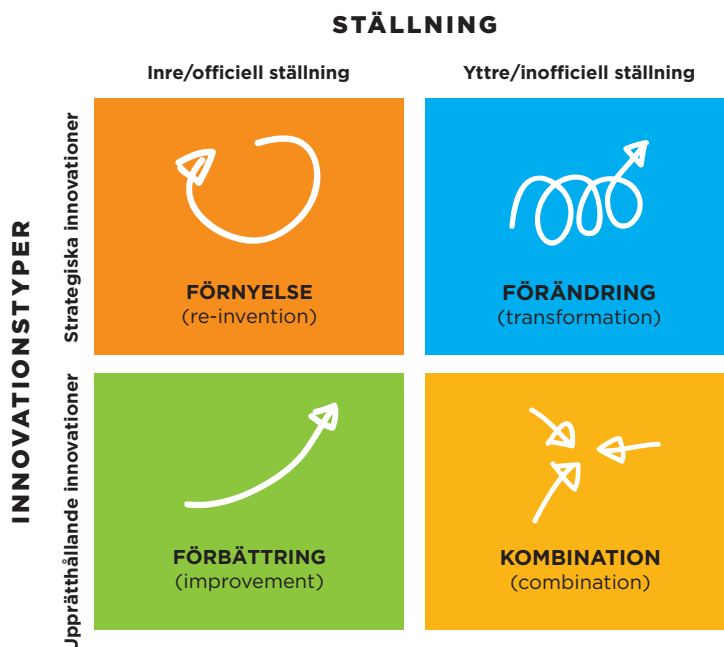 STÄLLNING
Inre/officiell ställning
Yttre/inofficiell ställning
INNOVATIONSTYPER
Strategiska innovationer
FÖRNYELSE
(re-invention)
FÖRÄNDRING
(transformation)
Upprätthållande innovationer
FÖRBÄTTRING
(improvement)
KOMBINATION
(combination)